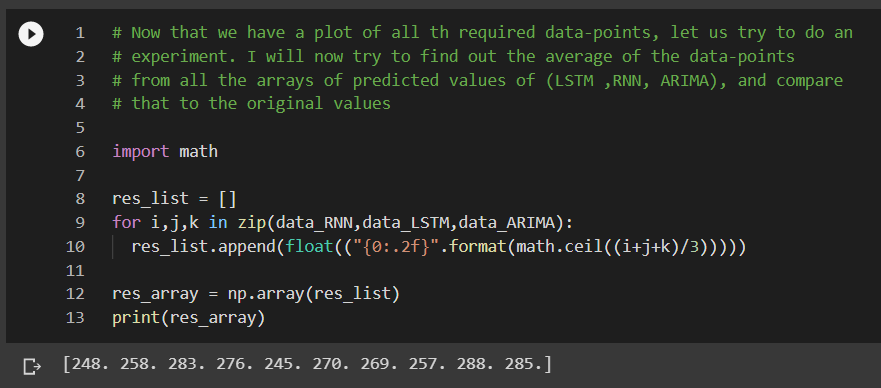 1 # Now that we have a plot of all th required data-points, let us try to do an
2 # experiment. I will now try to find out the average of the data-points
3 # from all the arrays of predicted values of (LSTM ,RNN, ARIMA), and compare
4 # that to the original values
5
6 import math
7
8 res_list = []
9 for i,j,k in zip(data_RNN,data_LSTM,data_ARIMA):
10   res_list.append(float(("{0:.2f}".format(math.ceil((i+j+k)/3)))))
11
12 res_array = np.array(res_list)
13 print(res_array)
[248. 258. 283. 276. 245. 270. 269. 257. 288. 285.]